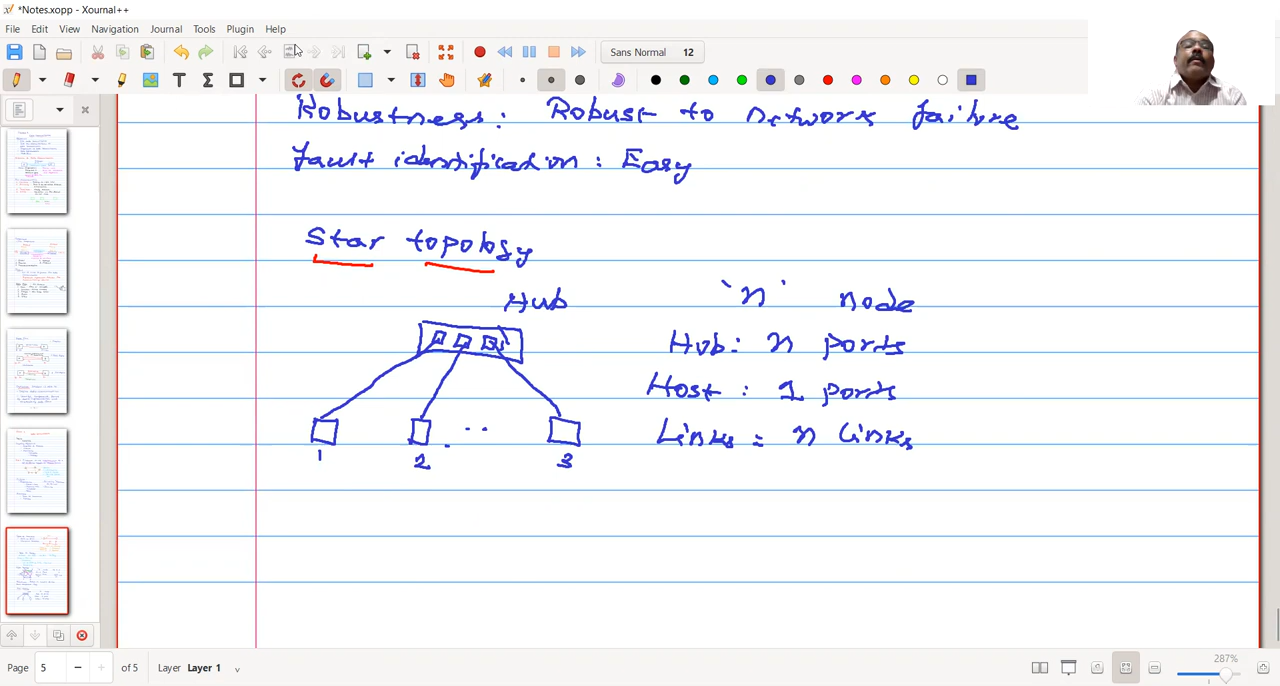 *Notes.xopp - Xournal++
File Edit View Navigation Journal Tools Plugin Help
Sans Normal 12
Robustness: Robust to network failure
fault identification : Easy
Star topology
Hub
'n' node
Hub: n ports
Host : 1 ports
Links = n links
1 2 3
Page 5 of 5 Layer Layer 1 287%